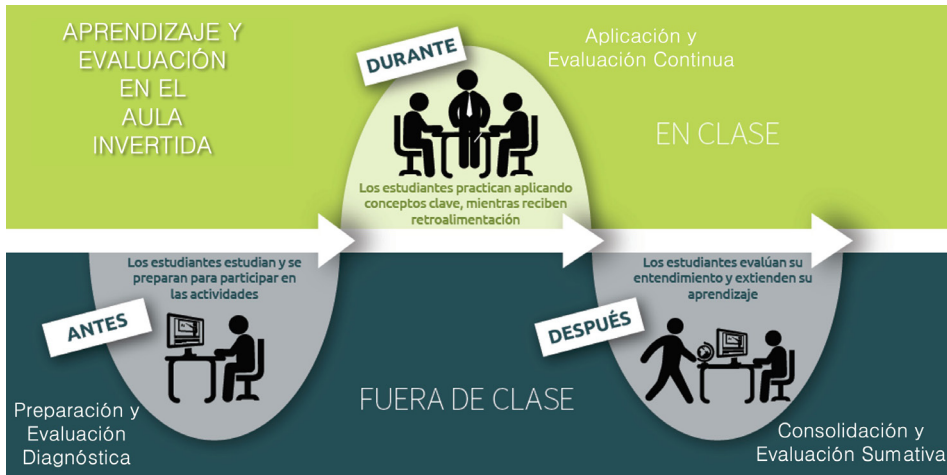 APRENDIZAJE Y
EVALUACIÓN
EN EL
AULA
INVERTIDA
DURANTE
Aplicación y
Evaluación Continua
EN CLASE
Los estudiantes practican aplicando
conceptos clave, mientras reciben
retroalimentación
Los estudiantes estudian y se
preparan para participar en
las actividades
ANTES
Preparación y
Evaluación
Diagnóstica
FUERA DE CLASE
Los estudiantes evalúan su
entendimiento y extienden su
aprendizaje
DESPUÉS
Consolidación y
Evaluación Sumativa